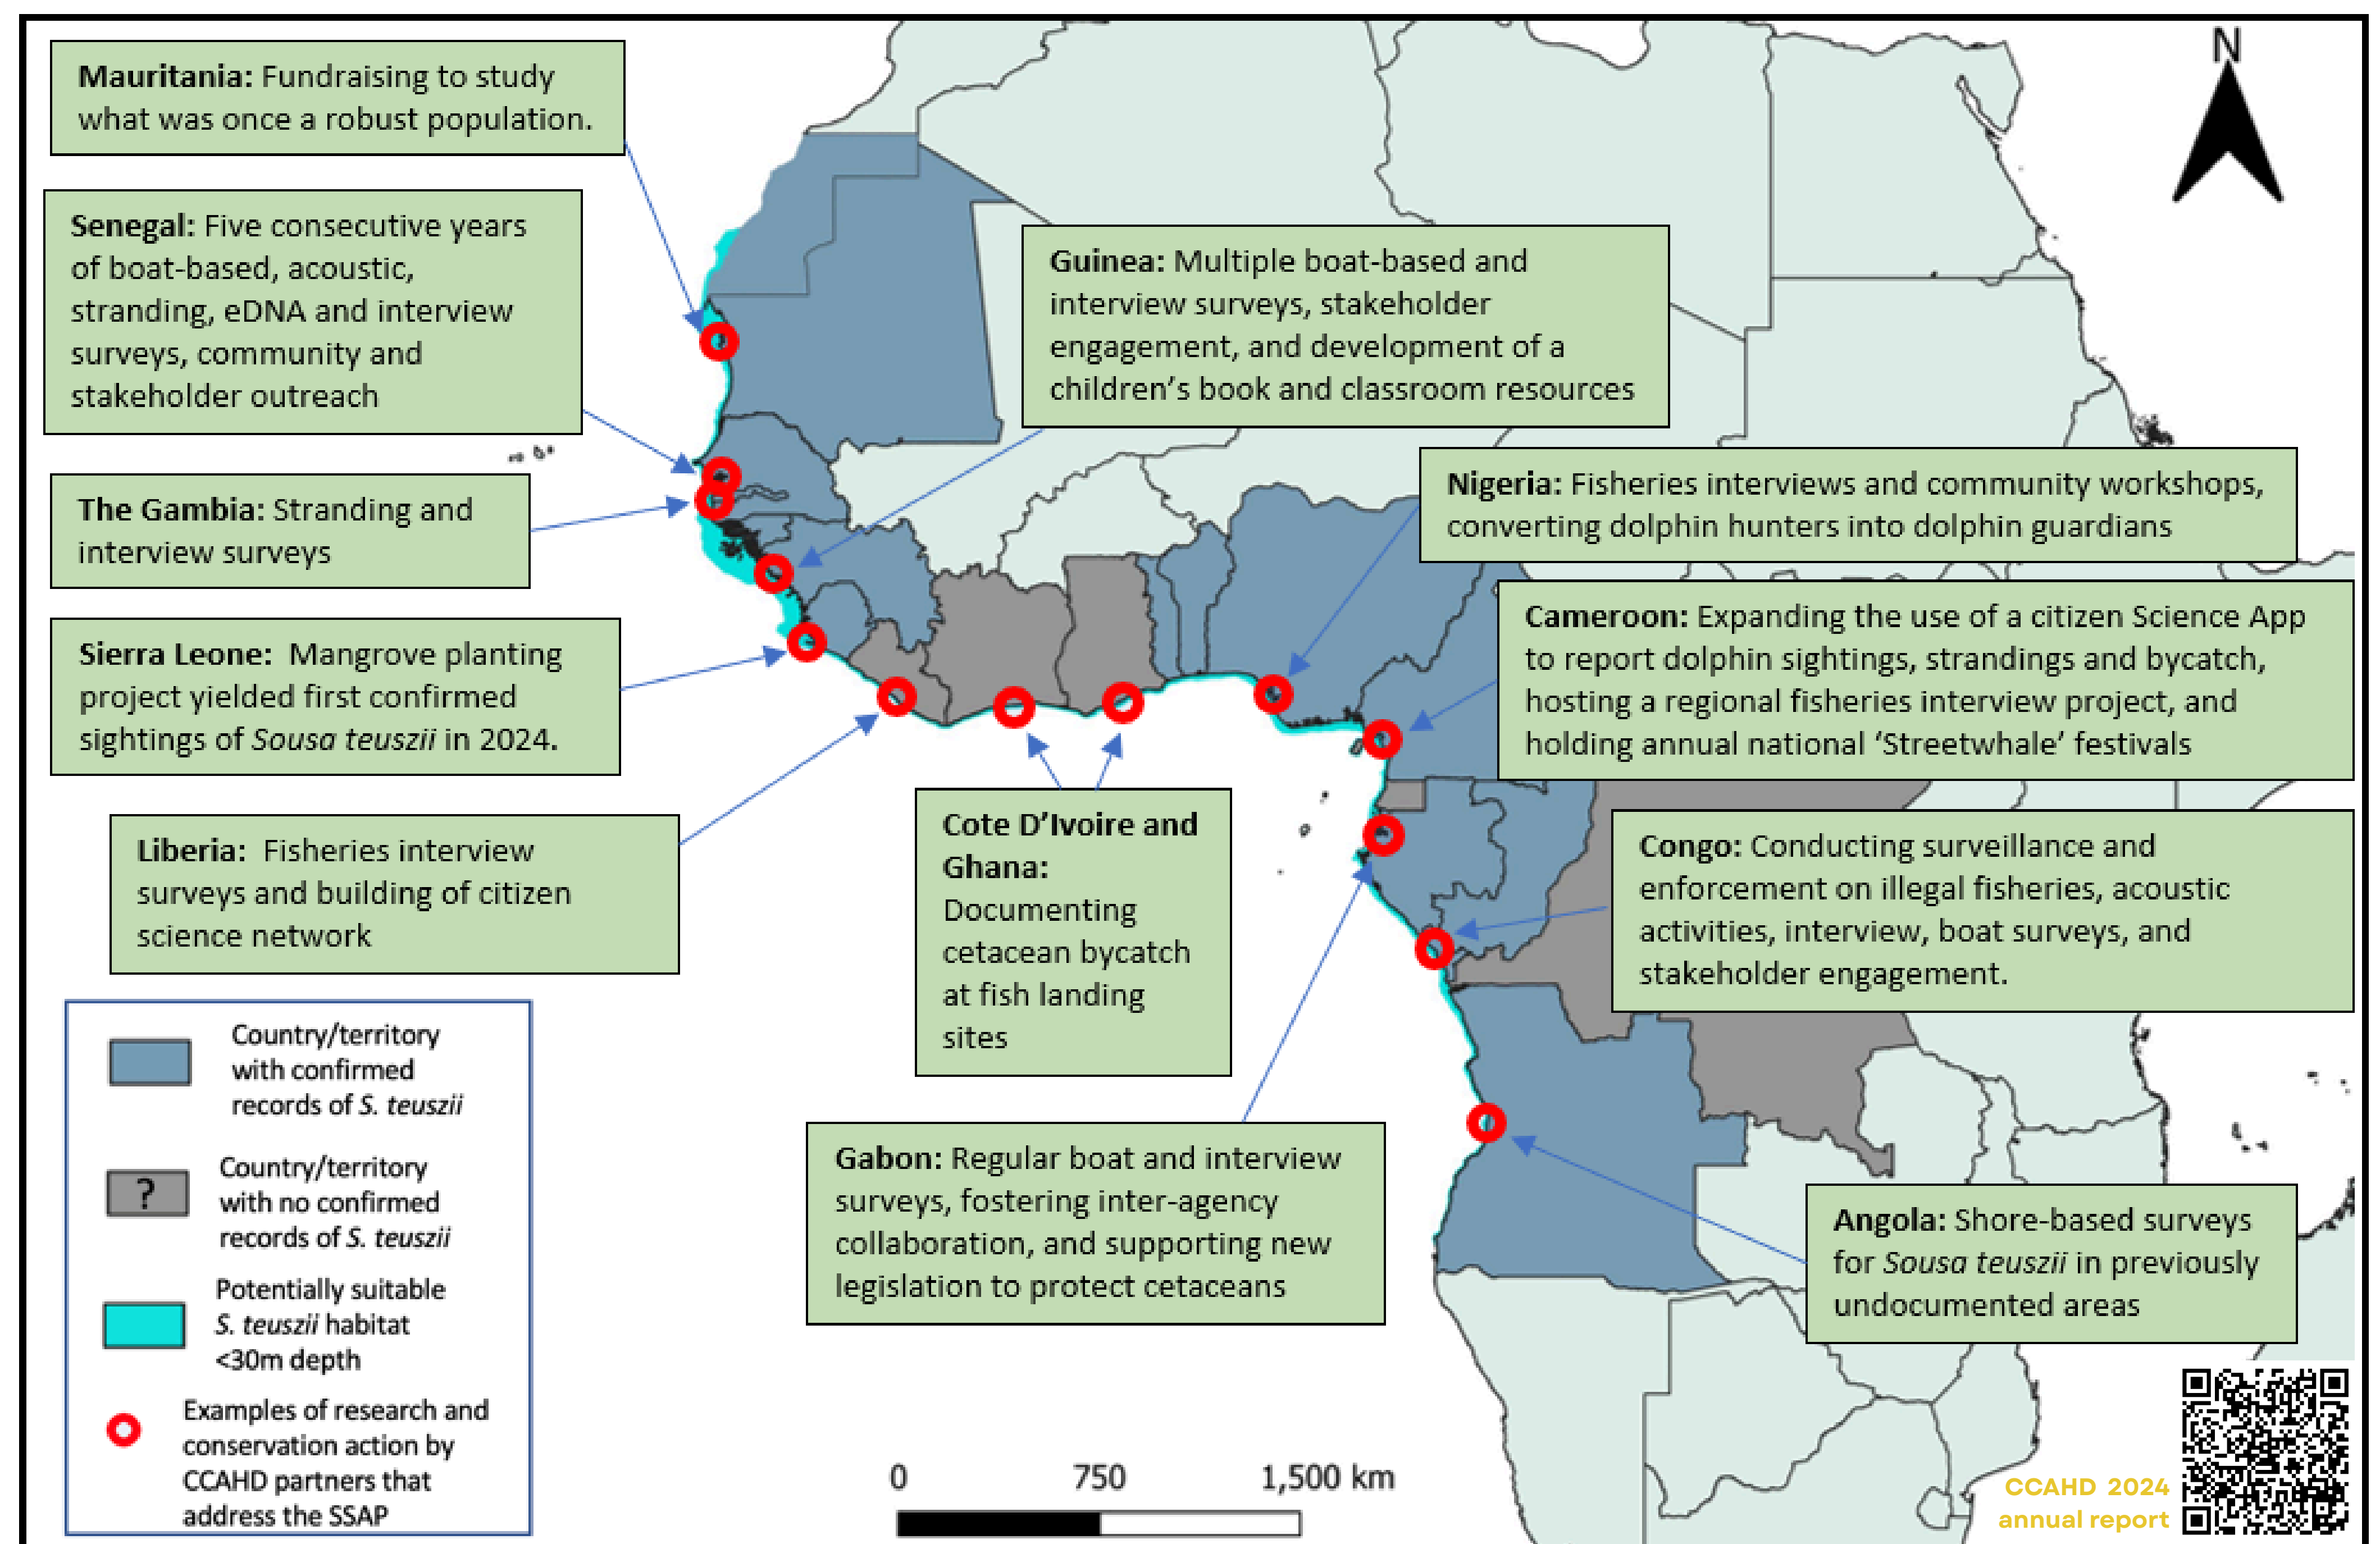 Mauritania: Fundraising to study
what was once a robust population.
N
Senegal: Five consecutive years
of boat-based, acoustic,
stranding, eDNA and interview
surveys, community and
stakeholder outreach
Guinea: Multiple boat-based and
interview surveys, stakeholder
engagement, and development of a
children’s book and classroom resources
The Gambia: Stranding and
interview surveys
Nigeria: Fisheries interviews and community workshops,
converting dolphin hunters into dolphin guardians
Sierra Leone: Mangrove planting
project yielded first confirmed
sightings of Sousa teuszii in 2024.
Cameroon: Expanding the use of a citizen Science App
to report dolphin sightings, strandings and bycatch,
hosting a regional fisheries interview project, and
holding annual national ‘Streetwhale’ festivals
Liberia: Fisheries interview
surveys and building of citizen
science network
Cote D’Ivoire and
Ghana:
Documenting
cetacean bycatch
at fish landing
sites
Congo: Conducting surveillance and
enforcement on illegal fisheries, acoustic
activities, interview, boat surveys, and
stakeholder engagement.
Gabon: Regular boat and interview
surveys, fostering inter-agency
collaboration, and supporting new
legislation to protect cetaceans
Angola: Shore-based surveys
for Sousa teuszii in previously
undocumented areas
Country/territory
with confirmed
records of S. teuszii
?
Country/territory
with no confirmed
records of S. teuszii
Potentially suitable
S. teuszii habitat
<30m depth
Examples of research and
conservation action by
CCAHD partners that
address the SSAP
0 750 1,500 km
CCAHD 2024
annual report